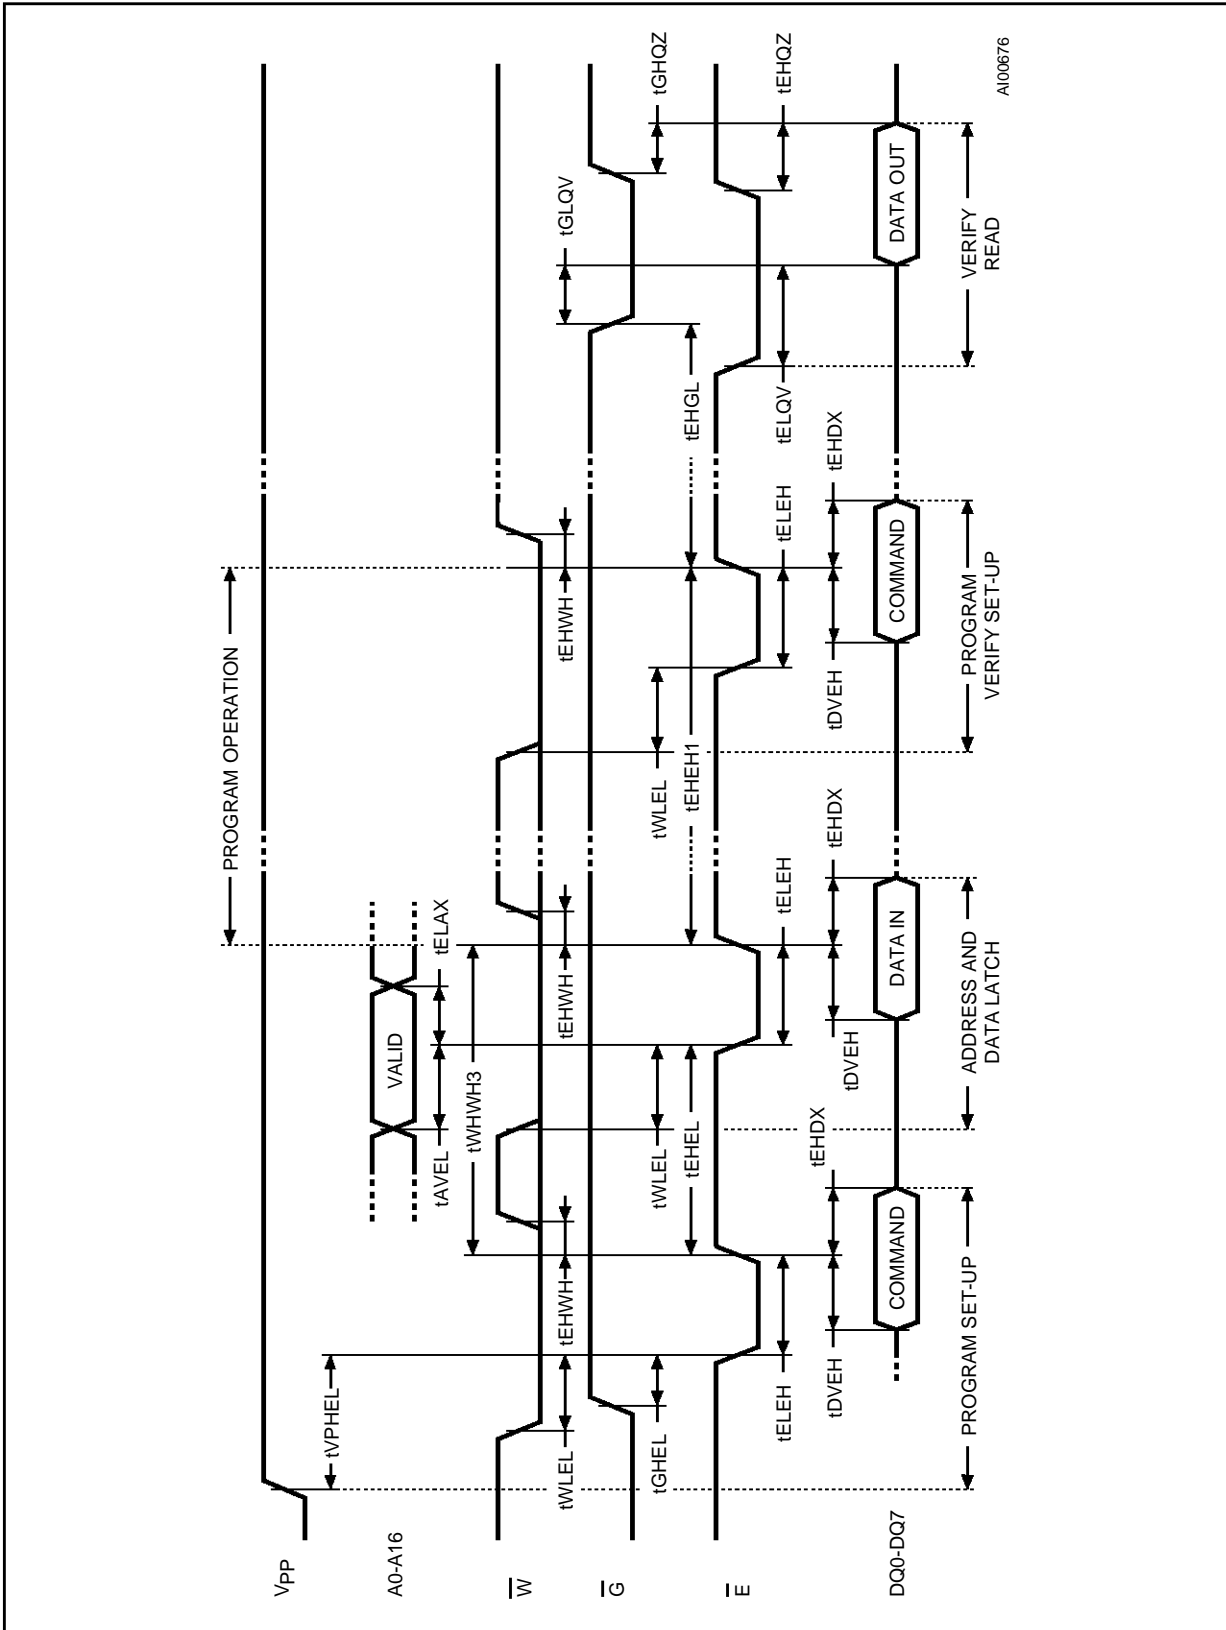 PROGRAM OPERATION
VPP
tVPHEL
A0-A16
VALID
tAVEL
tELAX
tWHWH3
W
tWLEL
tEHWH
tEHWH
tEHWH
tGLQV
G
tGHEL
tWLEL
tWLEL
tGHQZ
tEHEL
tEHEH1
tEHGL
E
tELEH
tELEH
tELEH
tELQV
tEHQZ
tDVEH
tEHDX
tDVEH
tEHDX
tDVEH
tEHDX
DQ0-DQ7
COMMAND
DATA IN
COMMAND
DATA OUT
PROGRAM SET-UP
ADDRESS AND
DATA LATCH
PROGRAM
VERIFY SET-UP
VERIFY
READ
AI00676